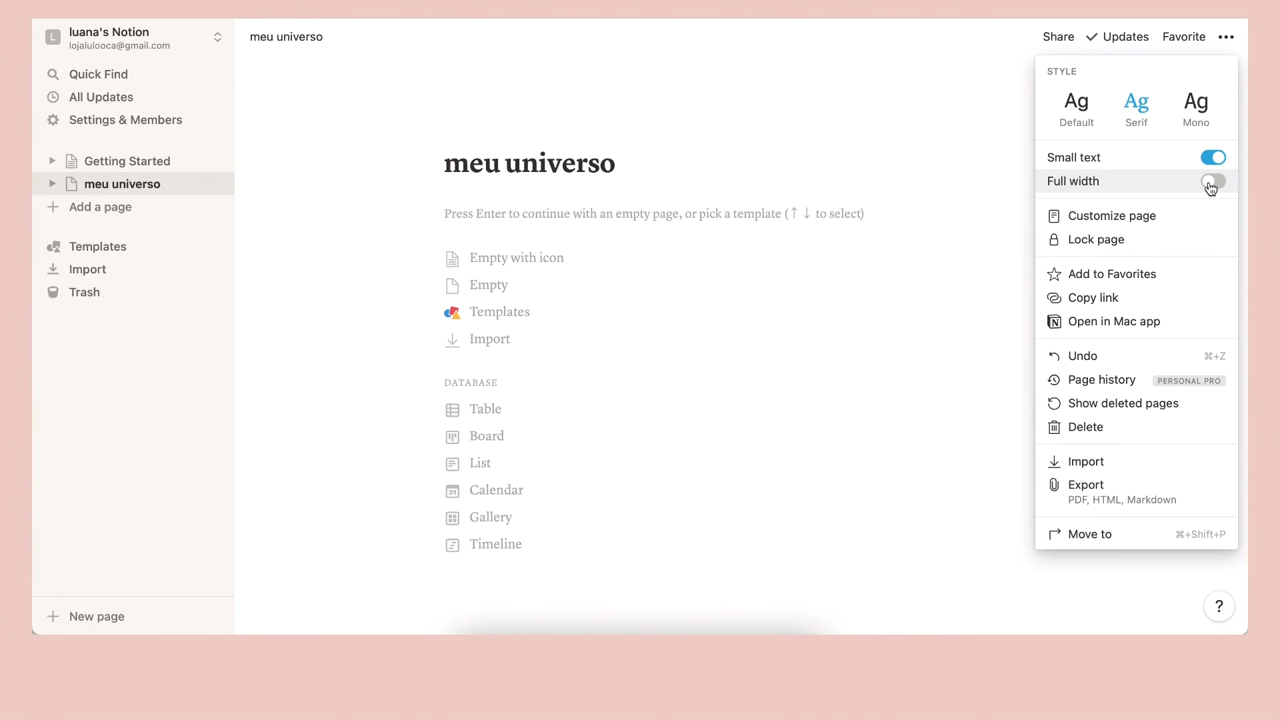 L
luana's Notion
lojalulooca@gmail.com
Quick Find
All Updates
Settings & Members
Getting Started
meu universo
Add a page
Templates
Import
Trash
New page
meu universo
Share
Updates
Favorite
•••
meu universo
Press Enter to continue with an empty page, or pick a template (↑ ↓ to select)
Empty with icon
Empty
Templates
Import
DATABASE
Table
Board
List
31 Calendar
Gallery
Timeline
STYLE
Ag Ag Ag
Default Serif Mono
Small text
Full width
Customize page
Lock page
Add to Favorites
Copy link
Open in Mac app
Undo ⌘+Z
Page history PERSONAL PRO
Show deleted pages
Delete
Import
Export
PDF, HTML, Markdown
Move to ⌘+Shift+P
?